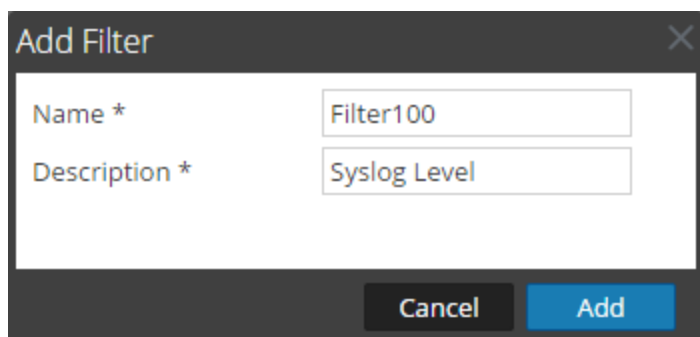 Add Filter
Name * Filter100
Description * Syslog Level
Cancel Add